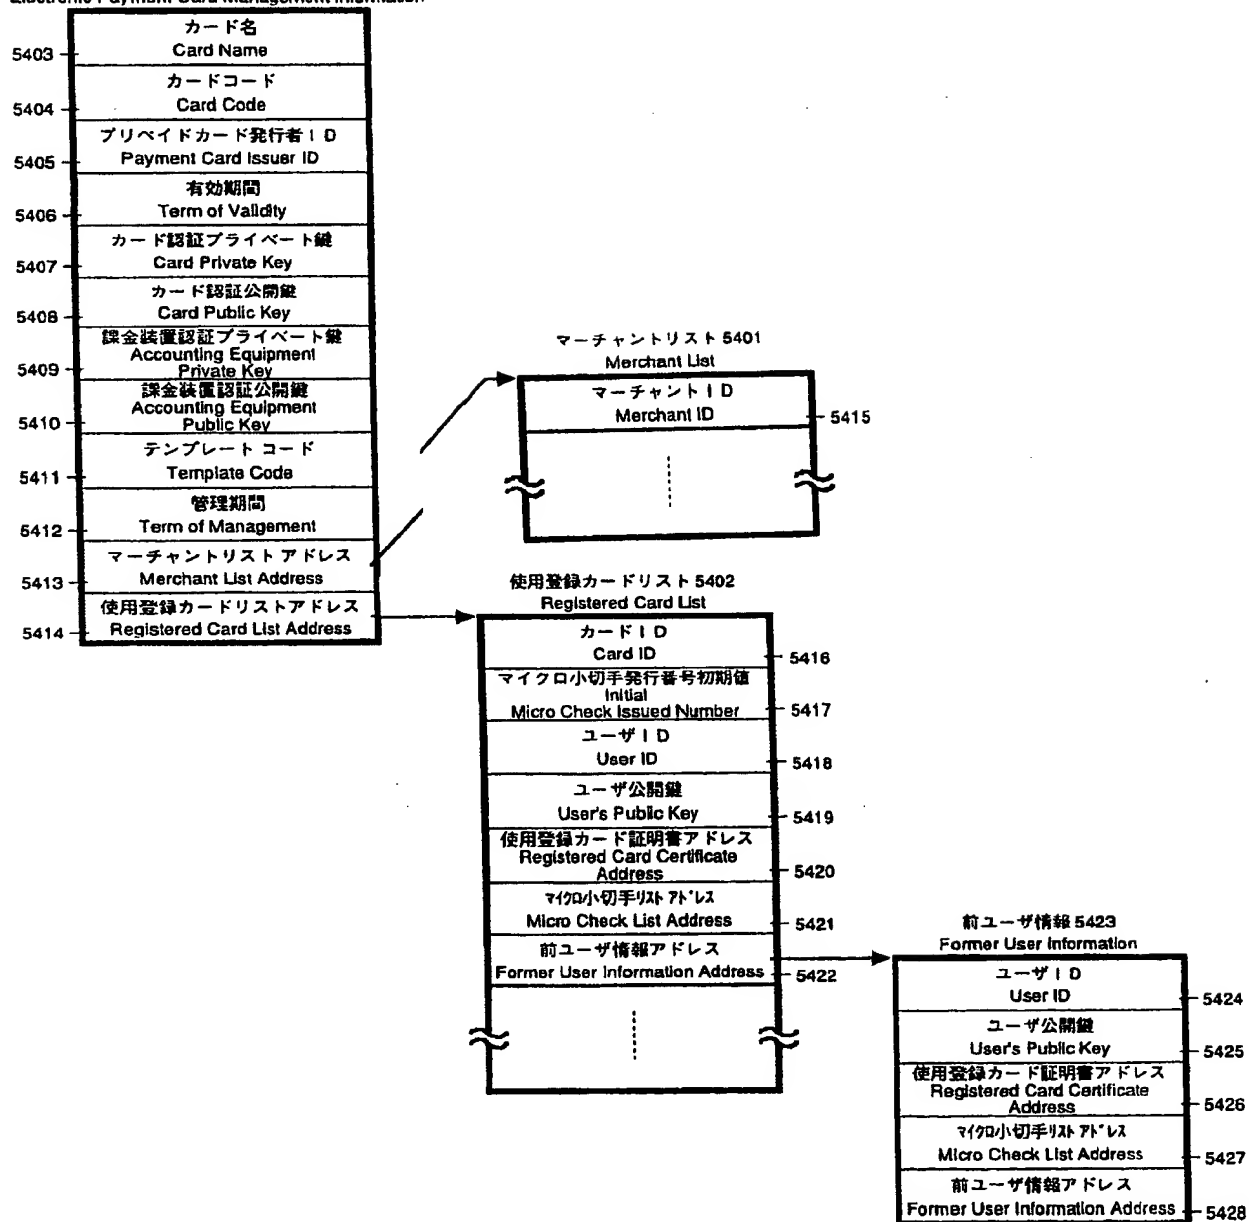 Electronic Payment Card Management Information
カード名
Card Name
5403
カードコード
Card Code
5404
プリペイドカード発行者ID
Payment Card Issuer ID
5405
有効期間
Term of Validity
5406
カード認証プライベート鍵
Card Private Key
5407
カード認証公開鍵
Card Public Key
5408
課金装置認証プライベート鍵
Accounting Equipment
Private Key
5409
課金装置認証公開鍵
Accounting Equipment
Public Key
5410
テンプレート コード
Template Code
5411
管理期間
Term of Management
5412
マーチャントリスト アドレス
Merchant List Address
5413
使用登録カードリストアドレス
Registered Card List Address
5414
マーチャントリスト 5401
Merchant List
マーチャントID
Merchant ID
5415
使用登録カードリスト 5402
Registered Card List
カードID
Card ID
5416
マイクロ小切手発行番号初期値
Initial
Micro Check Issued Number
5417
ユーザID
User ID
5418
ユーザ公開鍵
User's Public Key
5419
使用登録カード証明書アドレス
Registered Card Certificate
Address
5420
マイクロ小切手リスト アドレス
Micro Check List Address
5421
前ユーザ情報アドレス
Former User Information Address
5422
前ユーザ情報 5423
Former User Information
ユーザID
User ID
5424
ユーザ公開鍵
User's Public Key
5425
使用登録カード証明書アドレス
Registered Card Certificate
Address
5426
マイクロ小切手リスト アドレス
Micro Check List Address
5427
前ユーザ情報アドレス
Former User Information Address
5428